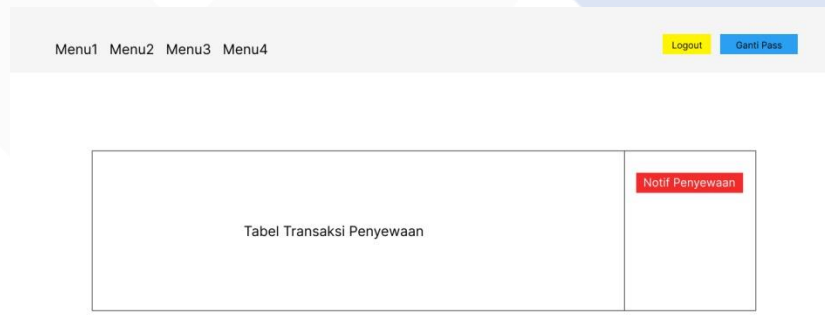 Menu1 Menu2 Menu3 Menu4
Logout
Ganti Pass
Notif Penyewaan
Tabel Transaksi Penyewaan